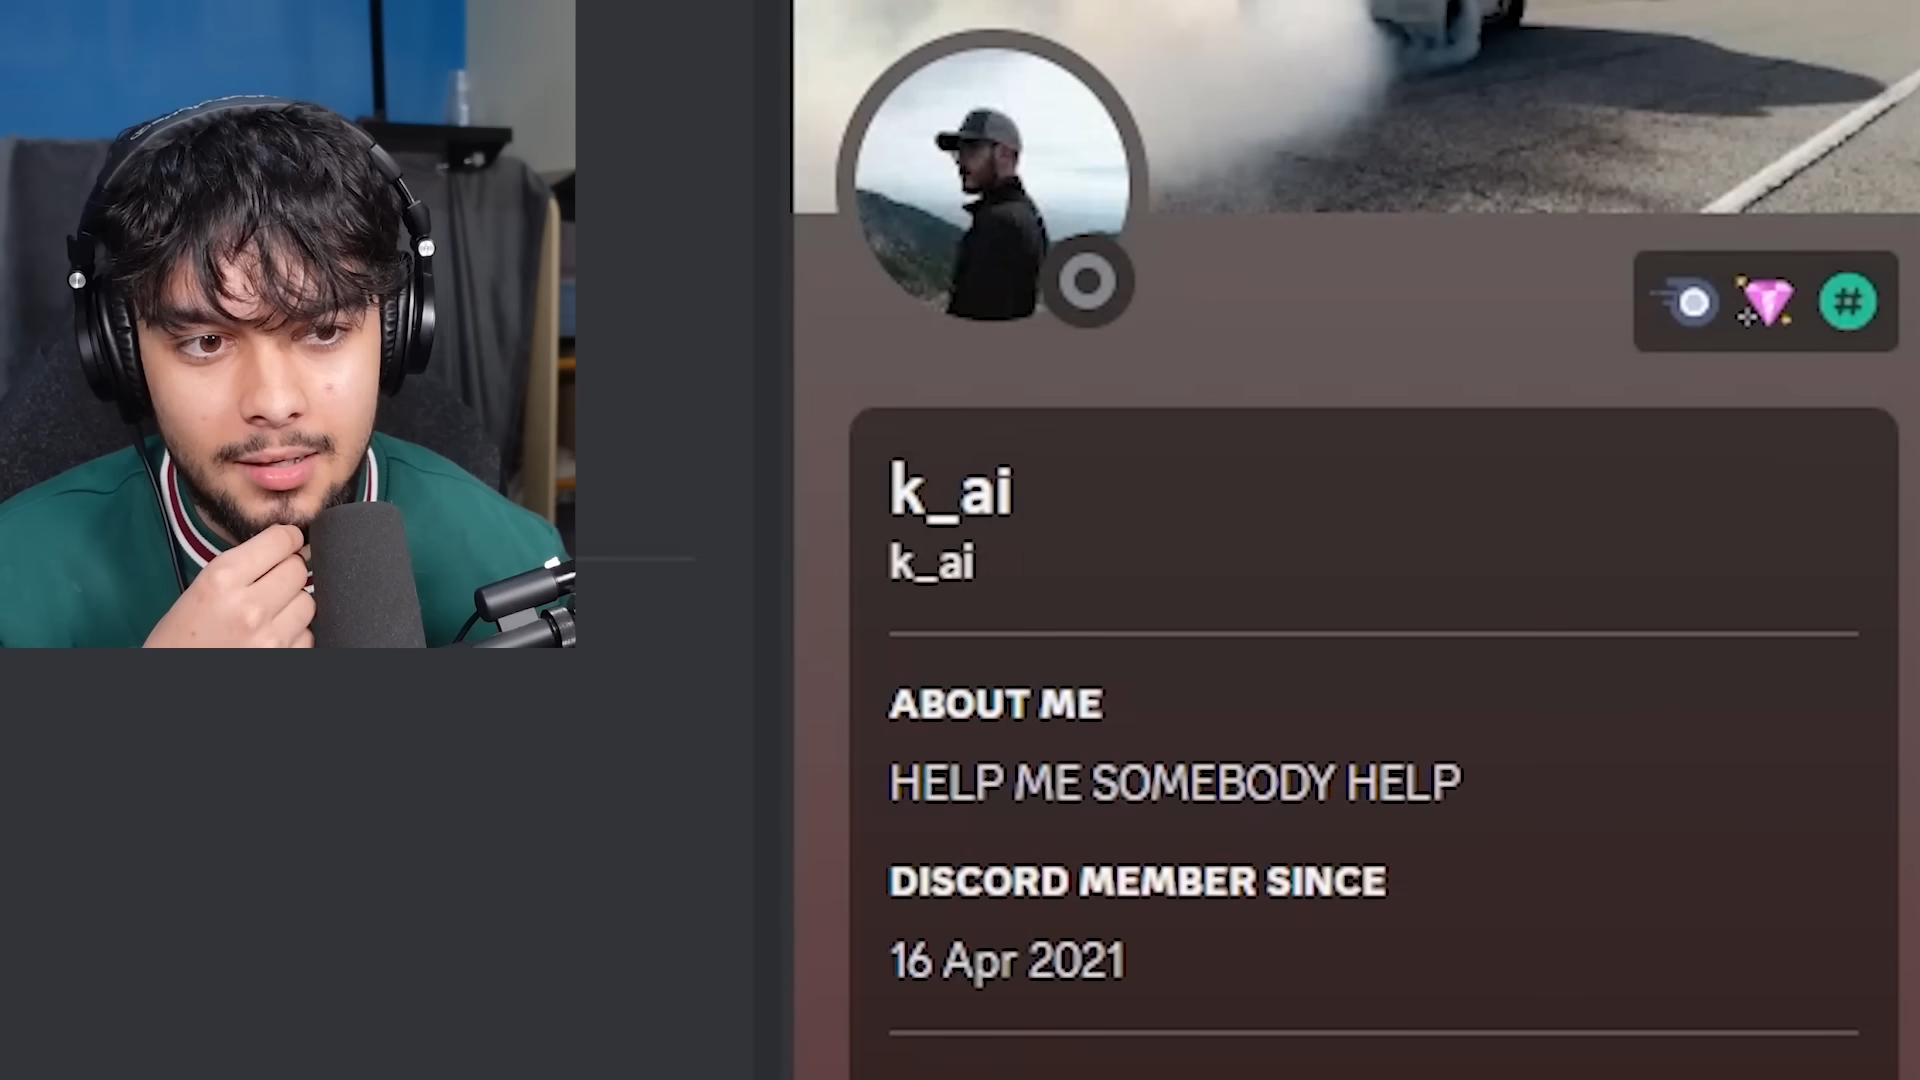 k_ai
k_ai
ABOUT ME
HELP ME SOMEBODY HELP
DISCORD MEMBER SINCE
16 Apr 2021